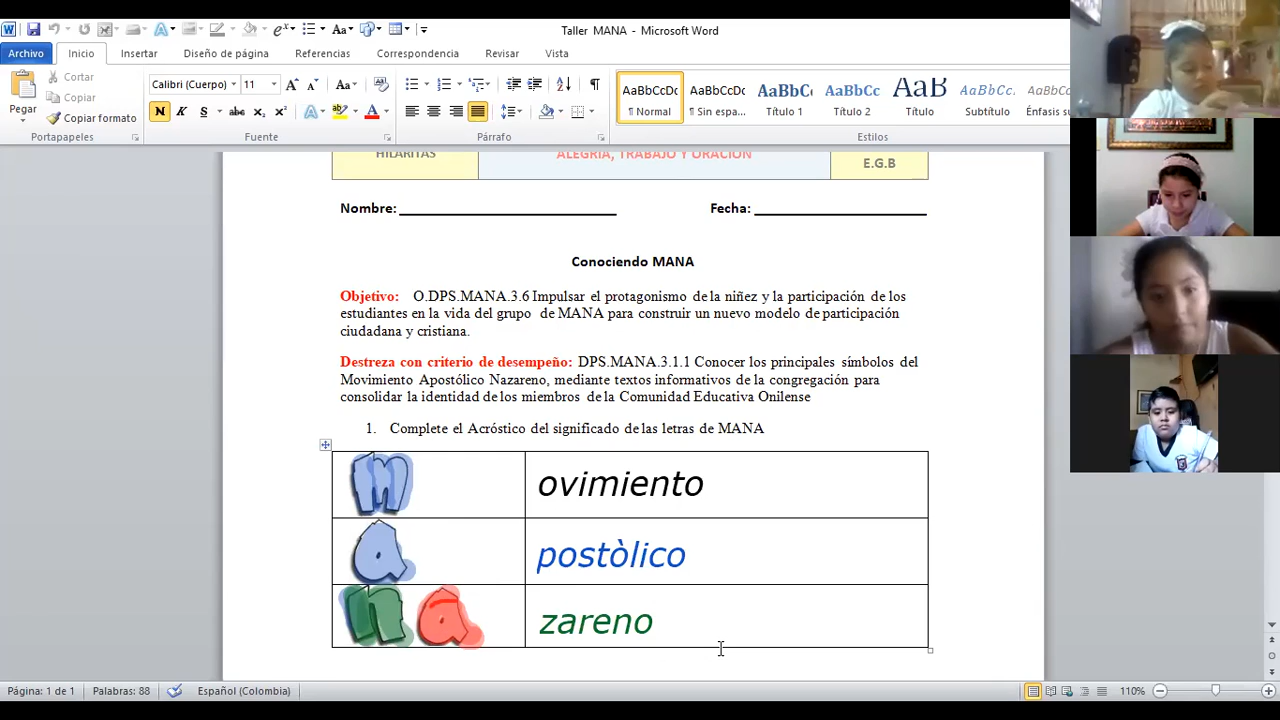 Taller MANA - Microsoft Word
Archivo Inicio Insertar Diseño de página Referencias Correspondencia Revisar Vista
Cortar
Copiar
Copiar formato
Pegar
Portapapeles
Calibri (Cuerpo) 11
N K S abc x₂ x²
Fuente
Párrafo
AaBbCcDc AaBbCcDc AaBbCc AaBbCc AaB AaBbCc. AaBbCcDc
¶ Normal ¶ Sin espa... Título 1 Título 2 Título Subtítulo Énfasis su
Estilos
HILARITAS ALEGRIA, TRABAJO Y ORACION E.G.B
Nombre: Fecha:
Conociendo MANA
Objetivo: O.DPS.MANA.3.6 Impulsar el protagonismo de la niñez y la participación de los
estudiantes en la vida del grupo de MANA para construir un nuevo modelo de participación
ciudadana y cristiana.
Destreza con criterio de desempeño: DPS.MANA.3.1.1 Conocer los principales símbolos del
Movimiento Apostólico Nazareno, mediante textos informativos de la congregación para
consolidar la identidad de los miembros de la Comunidad Educativa Onilense
1. Complete el Acróstico del significado de las letras de MANA
m ovimiento
a postòlico
na zareno
Página: 1 de 1 Palabras: 88 Español (Colombia) 110%